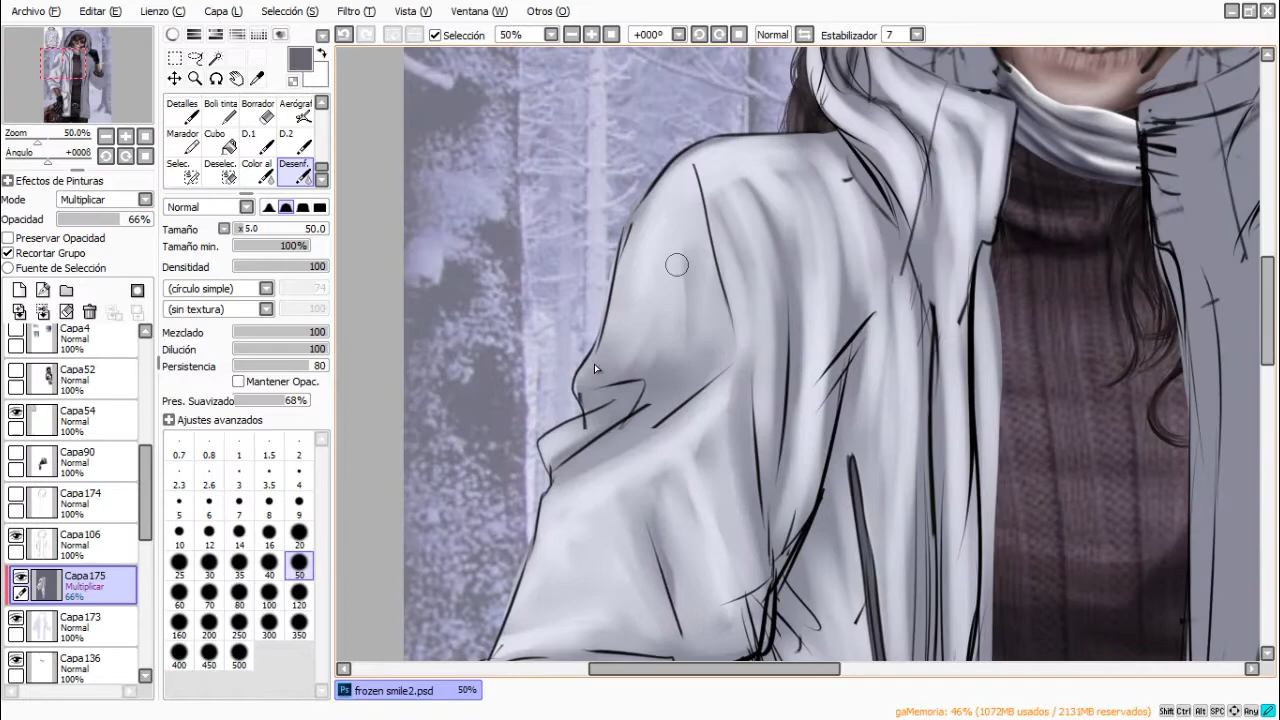 Archivo (F) Editar (E) Lienzo (C) Capa (L) Selección (S) Filtro (R) Vista (V) Ventana (W) Otros (O)
Selección 50% +000º Normal Estabilizador 7
Zoom 50.0%
Ángulo +000ß
Efectos de Pinturas
Modo Multiplicar
Opacidad 66%
Preservar Opacidad
Recortar Grupo
Fuente de Selección
Capa4
Normal
100%
Capa52
Normal
100%
Capa54
Normal
100%
Capa90
Normal
100%
Capa174
Normal
100%
Capa106
Normal
100%
Capa175
Multiplicar
66%
Capa173
Normal
100%
Capa136
Normal
100%
Detalles Boli tinta Borrador Aerógraf
Marador Cubo D.1 D.2
Selec. Deselec. Color al Desenf.
Normal
Tamaño x 5.0 50.0
Tamaño min. 100%
Densitidad 100
(círculo simple) 74
(sin textura) 100
Mezclado 100
Dilución 100
Persistencia 80
Mantener Opac.
Pres. Suavizado 68%
Ajustes avanzados
0.7 0.8 1 1.5 2
2.3 2.6 3 3.5 4
5 6 7 8 9
10 12 14 16 20
25 30 35 40 50
60 70 80 100 120
160 200 250 300 350
400 450 500
Ps frozen smile2.psd 50%
gaMemoria: 46% (1072MB usados / 2131MB reservados) Shift Ctrl Alt SPC Any